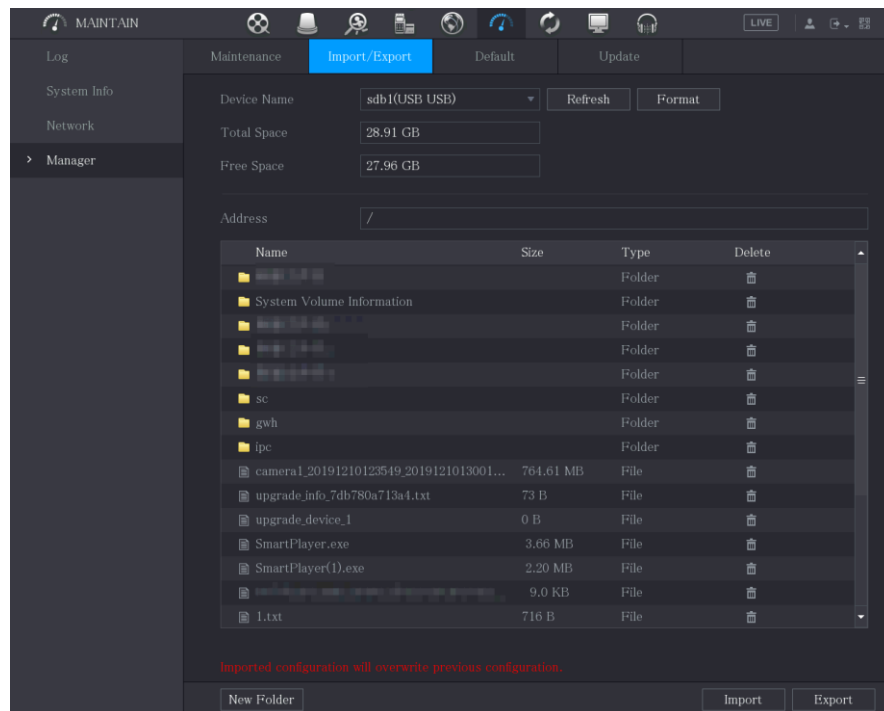 MAINTAIN LIVE
Log Maintenance Import/Export Default Update
System Info
Network
Manager
Device Name sdb1(USB USB) Refresh Format
Total Space 28.91 GB
Free Space 27.96 GB
Address /
Name Size Type Delete
Folder
System Volume Information Folder
Folder
Folder
Folder
sc Folder
gwh Folder
ipc Folder
camera1_20191210123549_2019121013001... 764.61 MB File
upgrade_info_7db780a713a4.txt 73 B File
upgrade_device_1 0 B File
SmartPlayer.exe 3.66 MB File
SmartPlayer(1).exe 2.20 MB File
9.0 KB File
1.txt 716 B File
Imported configuration will overwrite previous configuration.
New Folder Import Export